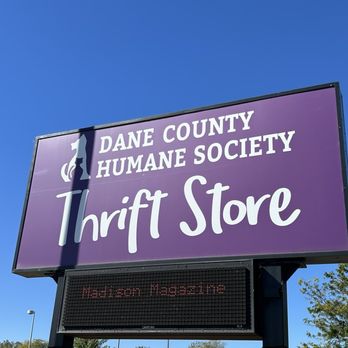 DANE COUNTY
HUMANE SOCIETY
Thrift Store
Madison Magazine